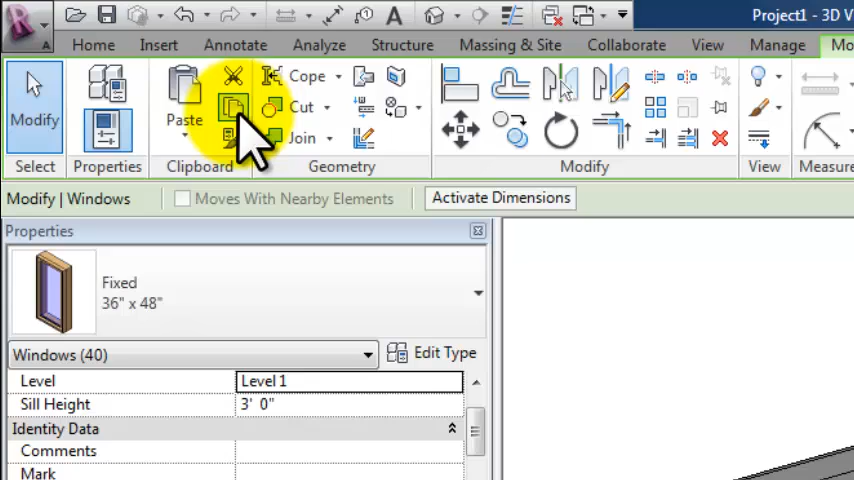 Project1 - 3D V
Home Insert Annotate Analyze Structure Massing & Site Collaborate View Manage Mo
Modify Paste Cope Cut Join
Select Properties Clipboard Geometry Modify View Measure
Modify | Windows Moves With Nearby Elements Activate Dimensions
Properties
Fixed
36" x 48"
Windows (40) Edit Type
Level Level 1
Sill Height 3' 0"
Identity Data
Comments
Mark